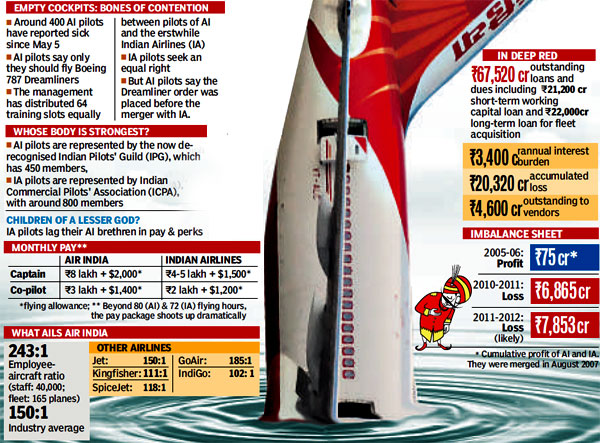 EMPTY COCKPITS: BONES OF CONTENTION
■ Around 400 AI pilots
have reported sick
since May 5
■ AI pilots say only
they should fly Boeing
787 Dreamliners
■ The management
has distributed 64
training slots equally
between pilots of AI
and the erstwhile
Indian Airlines (IA)
■ IA pilots seek an
equal right
■ But AI pilots say the
Dreamliner order was
placed before the
merger with IA.
WHOSE BODY IS STRONGEST?
■ AI pilots are represented by the now de-
recognised Indian Pilots' Guild (IPG), which
has 450 members,
■ IA pilots are represented by Indian
Commercial Pilots' Association (ICPA),
with around 800 members
CHILDREN OF A LESSER GOD?
IA pilots lag their AI brethren in pay & perks
MONTHLY PAY**
AIR INDIA INDIAN AIRLINES
Captain ₹8 lakh + $2,000* ₹4-5 lakh + $1,500*
Co-pilot ₹3 lakh + $1,400* ₹2 lakh + $1,200*
*flying allowance; ** Beyond 80 (AI) & 72 (IA) flying hours,
the pay package shoots up dramatically
WHAT AILS AIR INDIA
243:1
Employee-
aircraft ratio
(staff: 40,000;
fleet: 165 planes)
150:1
Industry average
OTHER AIRLINES
Jet: 150:1 GoAir: 185:1
Kingfisher: 111:1 IndiGo: 102:1
SpiceJet: 118:1
IN DEEP RED
₹67,520 cr outstanding
loans and
dues including ₹21,200 cr
short-term working
capital loan and ₹22,000cr
long-term loan for fleet
acquisition
₹3,400 cr annual interest
burden
₹20,320 cr accumulated
loss
₹4,600 cr outstanding to
vendors
IMBALANCE SHEET
2005-06:
Profit ₹75 cr*
2010-2011:
Loss ₹6,865 cr
2011-2012:
Loss
(likely) ₹7,853 cr
* Cumulative profit of AI and IA.
They were merged in August 2007